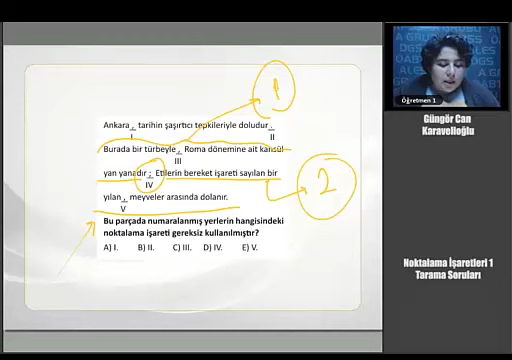 Ankara , tarihin şaşırtıcı tepkileriyle doludur .
I II
Burada bir türbeyle , Roma dönemine ait kansül
III
yan yanadır ; Etilerin bereket işareti sayılan bir
IV
yılan , meyveler arasında dolanır.
V
Bu parçada numaralanmış yerlerin hangisindeki
noktalama işareti gereksiz kullanılmıştır?
A) I. B) II. C) III. D) IV. E) V.
1
2
Öğretmen 1
Güngör Can
Karavelioğlu
Noktalama İşaretleri 1
Tarama Soruları